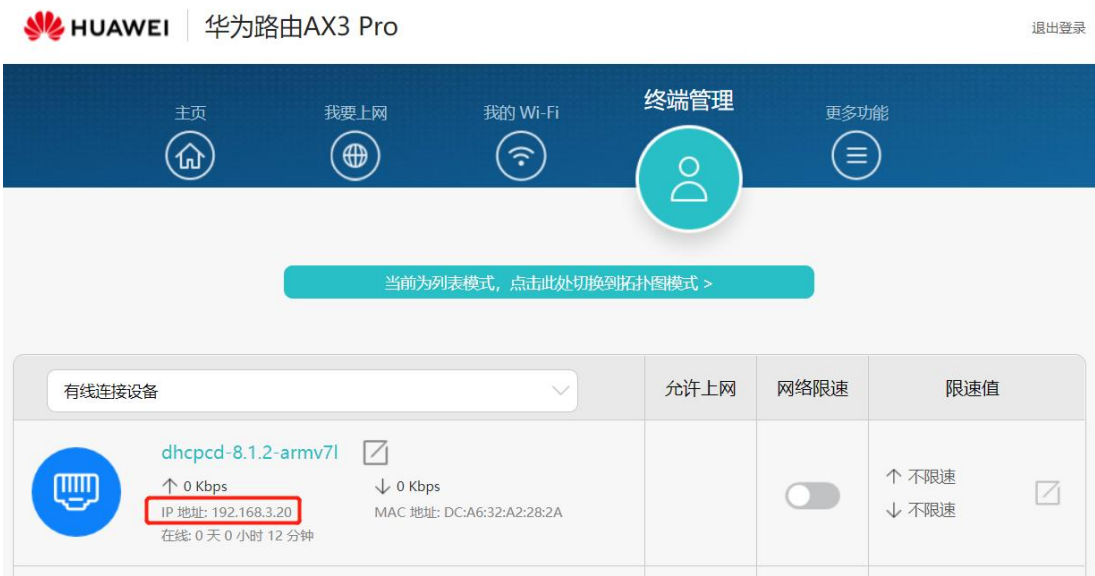 HUAWEI 华为路由AX3 Pro 退出登录
主页 我要上网 我的 Wi-Fi 终端管理 更多功能
当前为列表模式，点击此处切换到拓扑图模式 >
有线连接设备 允许上网 网络限速 限速值
dhcpcd-8.1.2-armv7l
↑ 0 Kbps ↓ 0 Kbps ↑ 不限速
IP 地址: 192.168.3.20 MAC 地址: DC:A6:32:A2:28:2A ↓ 不限速
在线: 0 天 0 小时 12 分钟